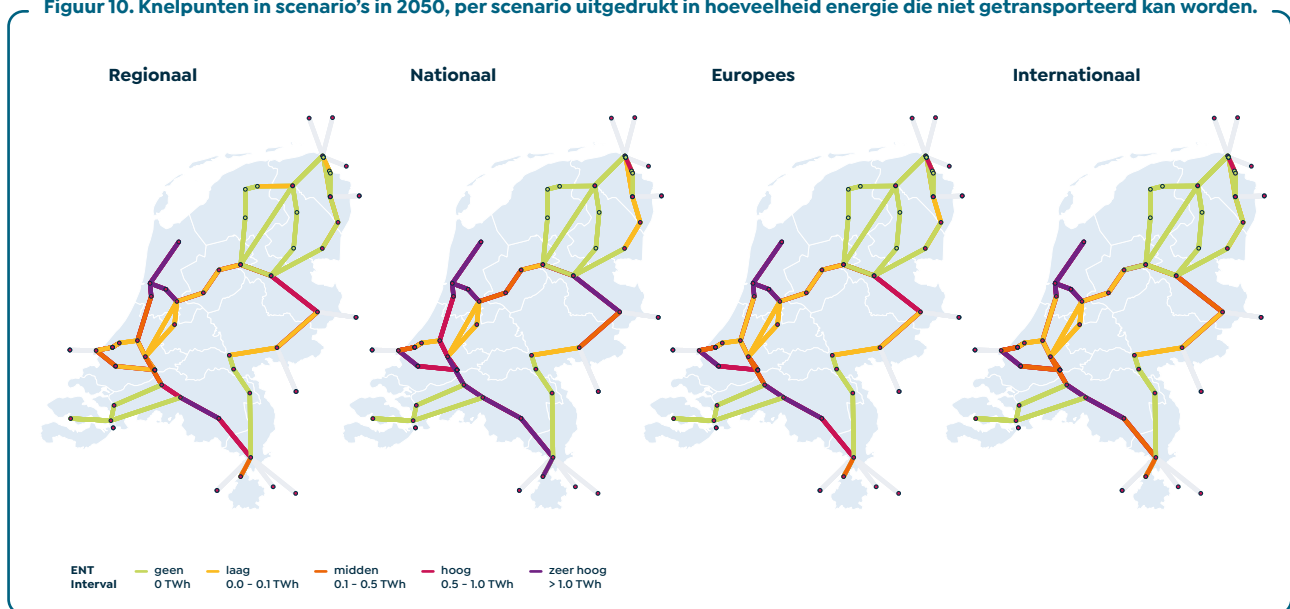 Figuur 10. Knelpunten in scenario's in 2050, per scenario uitgedrukt in hoeveelheid energie die niet getransporteerd kan worden.
Regionaal
Nationaal
Europees
Internationaal
ENT geen laag midden hoog zeer hoog
Interval 0 TWh 0.0 - 0.1 TWh 0.1 - 0.5 TWh 0.5 - 1.0 TWh > 1.0 TWh